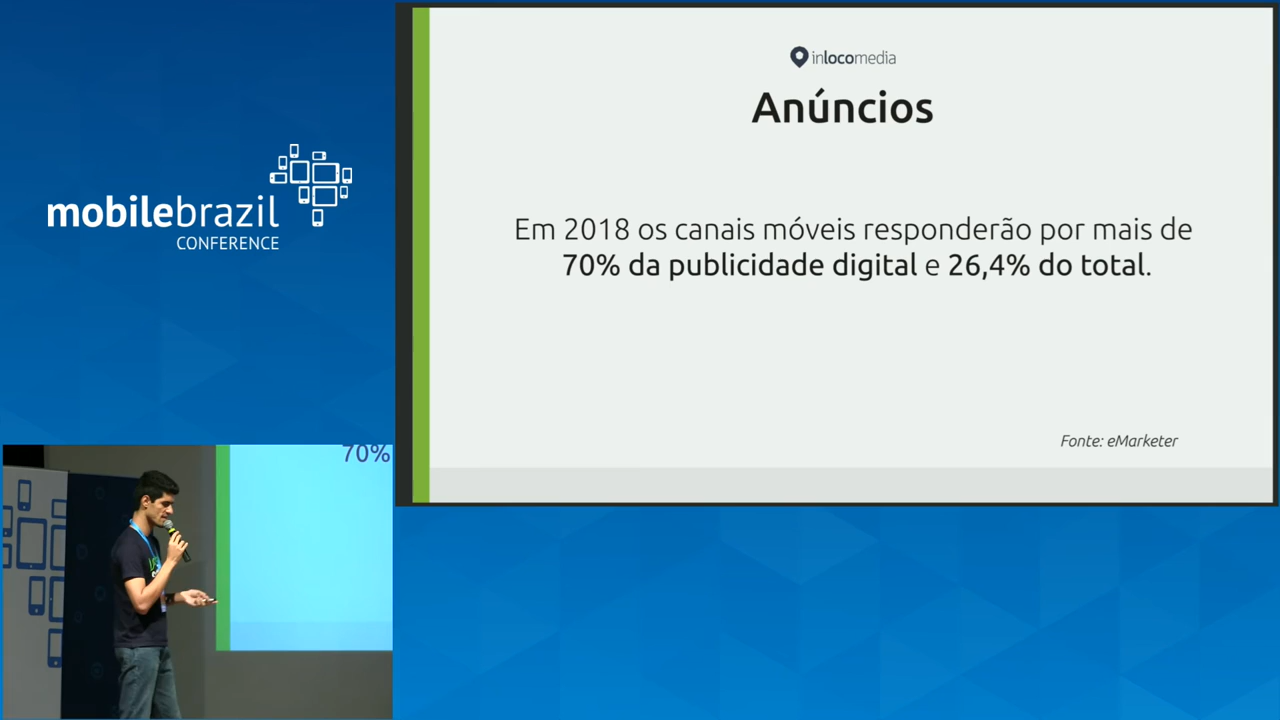 mobilebrazil
CONFERENCE
inlocomedia
Anúncios
Em 2018 os canais móveis responderão por mais de
70% da publicidade digital e 26,4% do total.
Fonte: eMarketer
70%